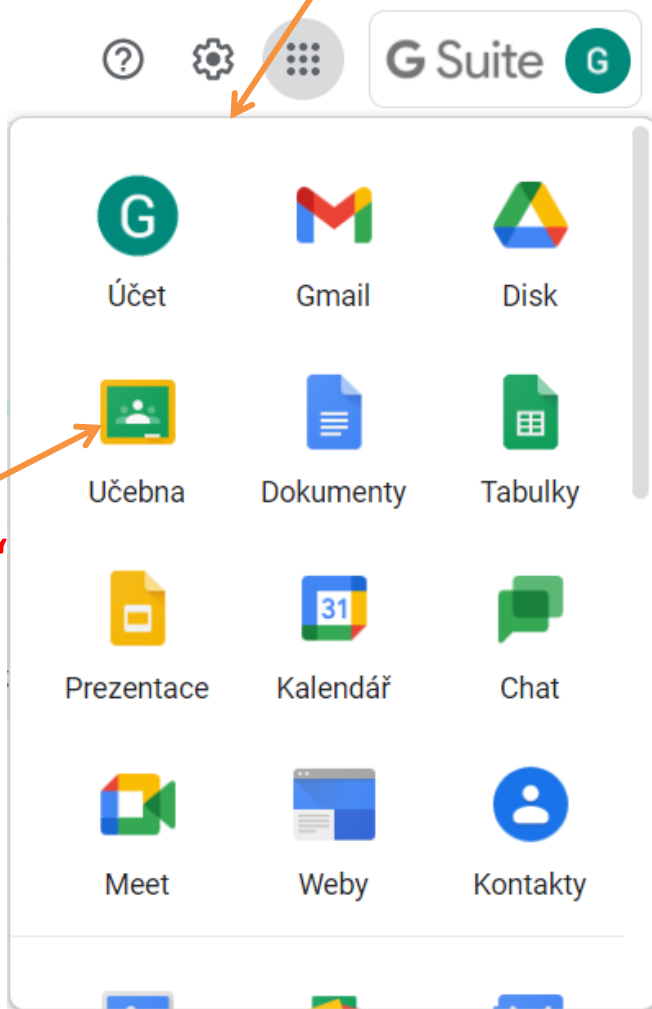 G Suite G
G
Účet Gmail Disk
Učebna Dokumenty Tabulky
31
Prezentace Kalendář Chat
Meet Weby Kontakty